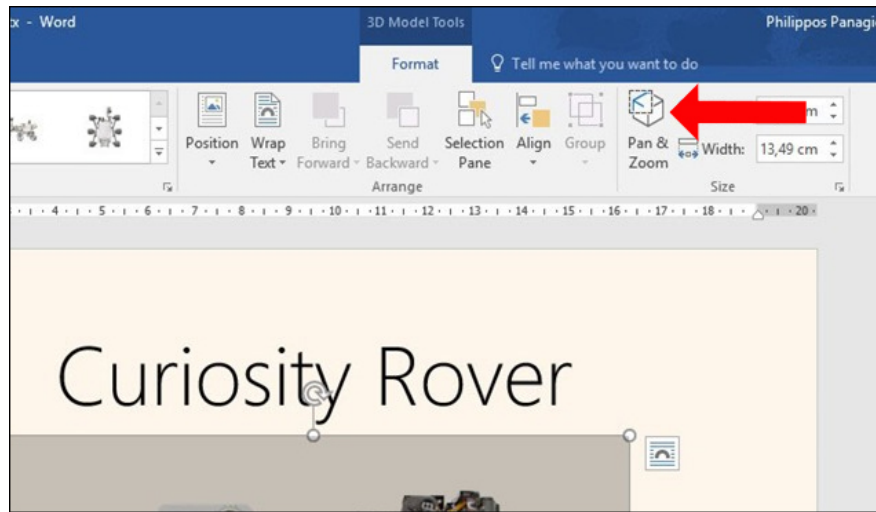 x - Word
3D Model Tools
Philippos Panagi
Format
Tell me what you want to do
Position
Wrap
Text
Bring
Forward
Send
Backward
Selection
Pane
Align
Group
Arrange
Pan &
Zoom
m
Width:
13,49 cm
Size
4 5 6 7 8 9 10 11 12 13 14 15 16 17 18 20
Curiosity Rover